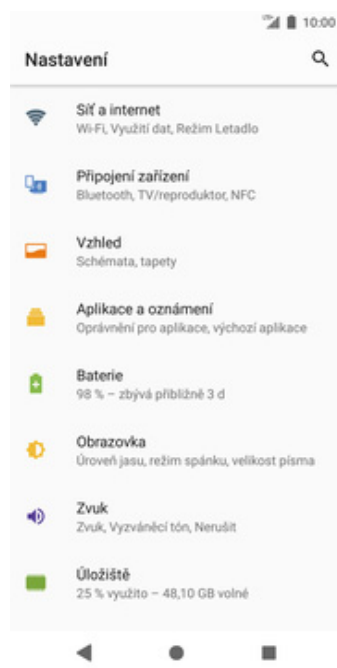 10:00
Nastavení
Síť a internet
Wi-Fi, Využití dat, Režim Letadlo
Připojení zařízení
Bluetooth, TV/reproduktor, NFC
Vzhled
Schémata, tapety
Aplikace a oznámení
Oprávnění pro aplikace, výchozí aplikace
Baterie
98 % – zbývá přibližně 3 d
Obrazovka
Úroveň jasu, režim spánku, velikost písma
Zvuk
Zvuk, Vyzváněcí tón, Nerušit
Úložiště
25 % využito – 48,10 GB volné